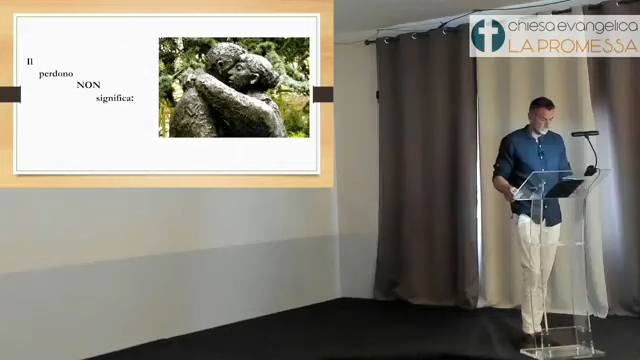 Il
perdono
NON
significa:
chiesa evangelica
LA PROMESSA